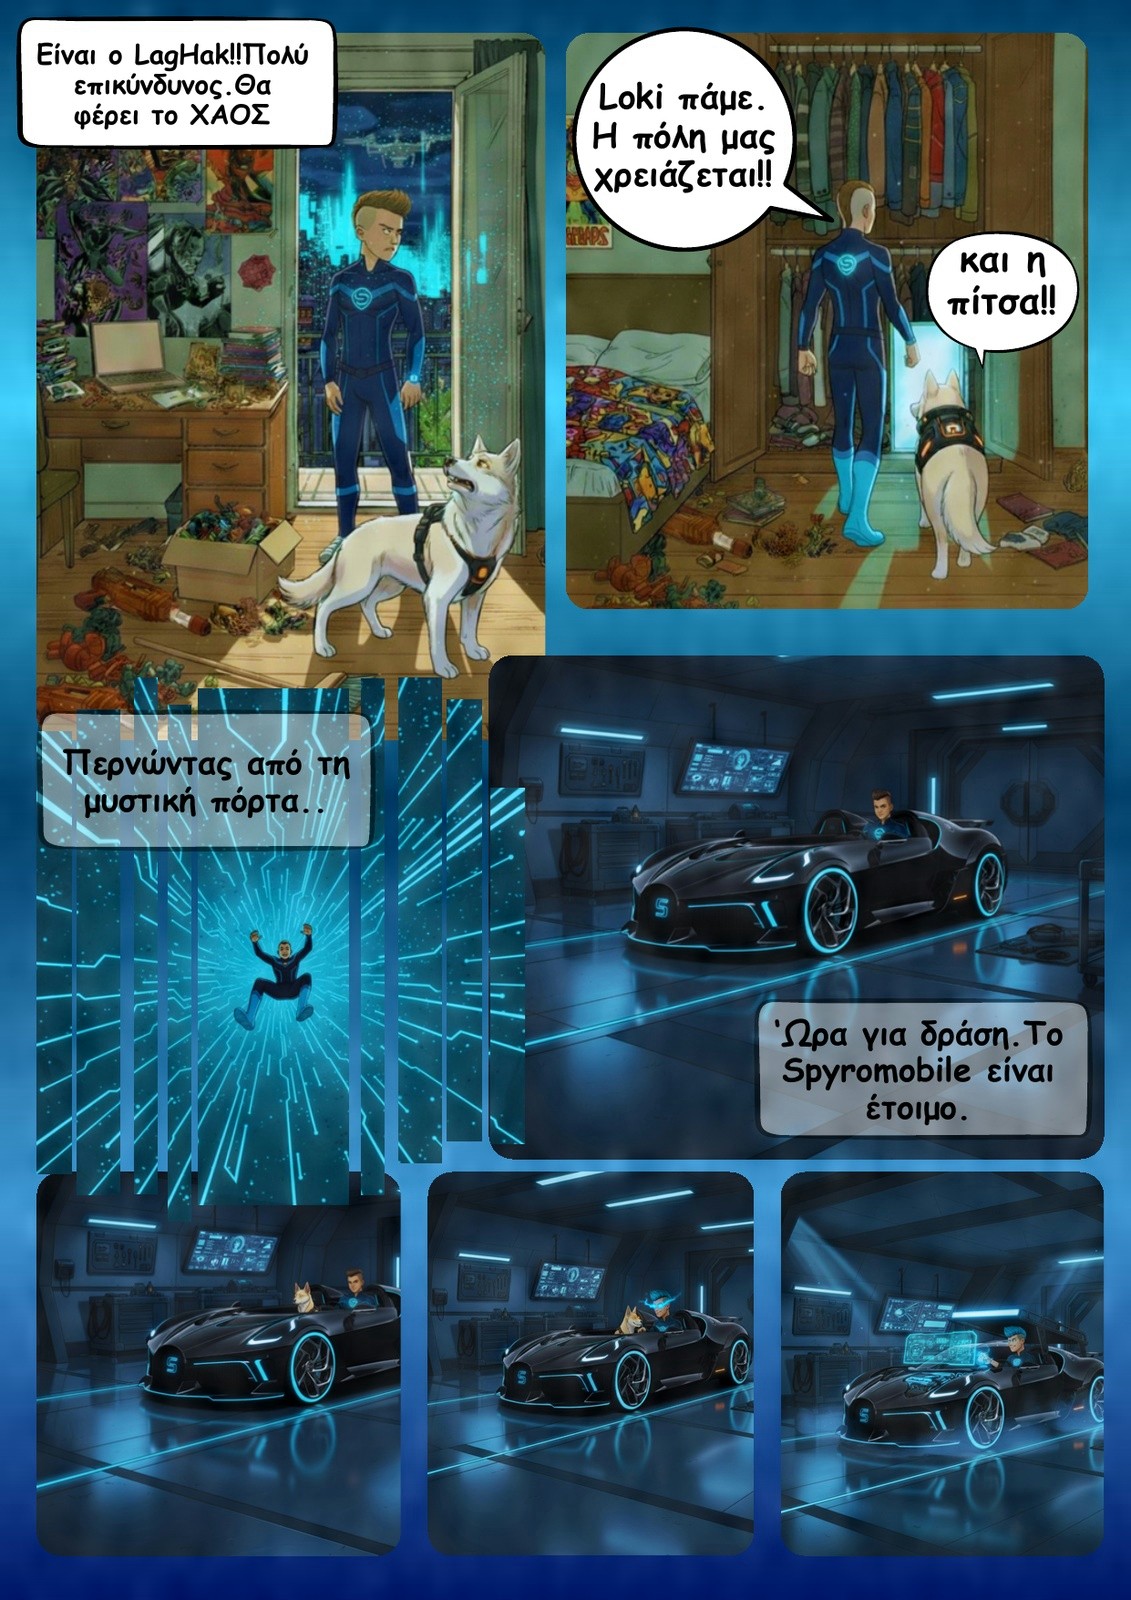 Είναι ο LagHak!!Πολύ
επικύνδυνος.Θα
φέρει το ΧΑΟΣ
Loki πάμε.
Η πόλη μας
χρειάζεται!!
και η
πίτσα!!
Περνώντας από τη
μυστική πόρτα..
'Ωρα για δράση.Το
Spyromobile είναι
έτοιμο.